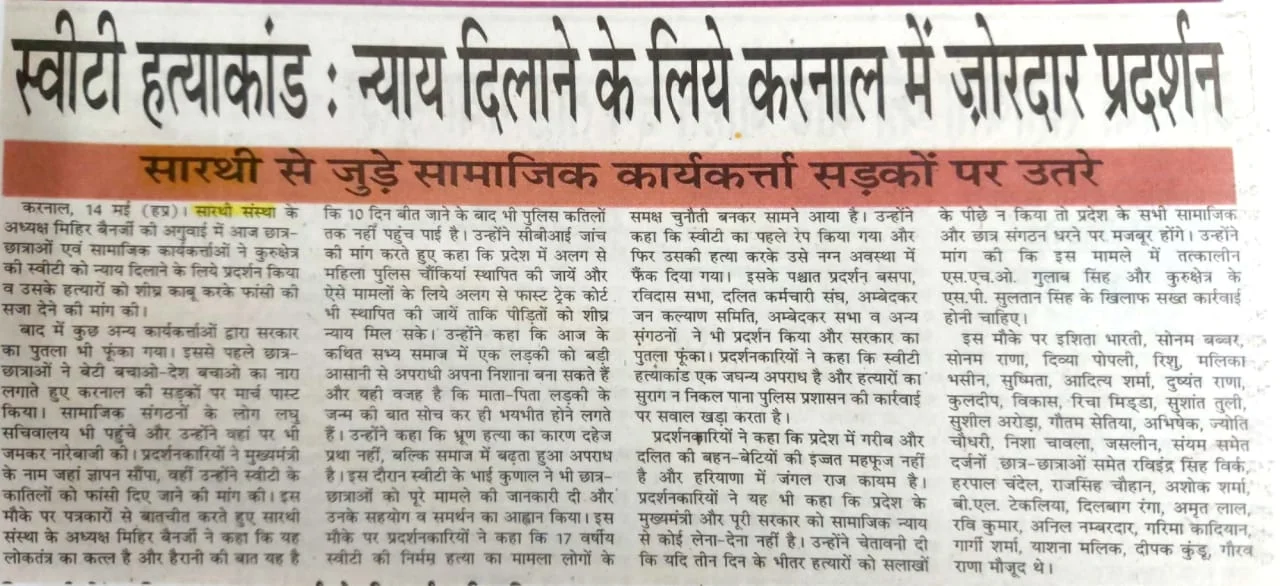 स्वीटी हत्याकांड : न्याय दिलाने के लिये करनाल में ज़ोरदार प्रदर्शन
सारथी से जुड़े सामाजिक कार्यकर्त्ता सड़कों पर उतरे
करनाल, 14 मई (हप्र)। सारथी संस्था के
अध्यक्ष मिहिर बैनर्जी की अगुवाई में आज छात्र-
छात्राओं एवं सामाजिक कार्यकर्त्ताओं ने कुरुक्षेत्र
की स्वीटी को न्याय दिलाने के लिये प्रदर्शन किया
व उसके हत्यारों को शीघ्र काबू करके फांसी की
सजा देने की मांग की।
बाद में कुछ अन्य कार्यकर्त्ताओं द्वारा सरकार
का पुतला भी फूंका गया। इससे पहले छात्र-
छात्राओं ने बेटी बचाओ-देश बचाओ का नारा
लगाते हुए करनाल की सड़कों पर मार्च पास्ट
किया। सामाजिक संगठनों के लोग लघु
सचिवालय भी पहुंचे और उन्होंने वहां पर भी
जमकर नारेबाजी की। प्रदर्शनकारियों ने मुख्यमंत्री
के नाम जहां ज्ञापन सौंपा, वहीं उन्होंने स्वीटी के
कातिलों को फांसी दिए जाने की मांग की। इस
मौके पर पत्रकारों से बातचीत करते हुए सारथी
संस्था के अध्यक्ष मिहिर बैनर्जी ने कहा कि यह
लोकतंत्र का कत्ल है और हैरानी की बात यह है
कि 10 दिन बीत जाने के बाद भी पुलिस कातिलों
तक नहीं पहुंच पाई है। उन्होंने सीबीआई जांच
की मांग करते हुए कहा कि प्रदेश में अलग से
महिला पुलिस चौंकियां स्थापित की जायें और
ऐसे मामलों के लिये अलग से फास्ट ट्रेक कोर्ट
भी स्थापित की जायें ताकि पीड़ितों को शीघ्र
न्याय मिल सके। उन्होंने कहा कि आज के
कथित सभ्य समाज में एक लड़की को बड़ी
आसानी से अपराधी अपना निशाना बना सकते हैं
और यही वजह है कि माता-पिता लड़की के
जन्म की बात सोच कर ही भयभीत होने लगते
हैं। उन्होंने कहा कि भ्रूण हत्या का कारण दहेज
प्रथा नहीं, बल्कि समाज में बढ़ता हुआ अपराध
है। इस दौरान स्वीटी के भाई कुणाल ने भी छात्र-
छात्राओं को पूरे मामले की जानकारी दी और
उनके सहयोग व समर्थन का आह्वान किया। इस
मौके पर प्रदर्शनकारियों ने कहा कि 17 वर्षीय
स्वीटी की निर्मम हत्या का मामला लोगों के
समक्ष चुनौती बनकर सामने आया है। उन्होंने
कहा कि स्वीटी का पहले रेप किया गया और
फिर उसकी हत्या करके उसे नग्न अवस्था में
फैंक दिया गया। इसके पश्चात प्रदर्शन बसपा,
रविदास सभा, दलित कर्मचारी संघ, अम्बेदकर
जन कल्याण समिति, अम्बेदकर सभा व अन्य
संगठनों ने भी प्रदर्शन किया और सरकार का
पुतला फूंका। प्रदर्शनकारियों ने कहा कि स्वीटी
हत्याकांड एक जघन्य अपराध है और हत्यारों का
सुराग न निकल पाना पुलिस प्रशासन की कार्रवाई
पर सवाल खड़ा करता है।
प्रदर्शनकारियों ने कहा कि प्रदेश में गरीब और
दलित की बहन-बेटियों की इज्जत महफूज नहीं
है और हरियाणा में जंगल राज कायम है।
प्रदर्शनकारियों ने यह भी कहा कि प्रदेश के
मुख्यमंत्री और पूरी सरकार को सामाजिक न्याय
से कोई लेना-देना नहीं है। उन्होंने चेतावनी दी
कि यदि तीन दिन के भीतर हत्यारों को सलाखों
के पीछे न किया तो प्रदेश के सभी सामाजिक
और छात्र संगठन धरने पर मजबूर होंगे। उन्होंने
मांग की कि इस मामले में तत्कालीन
एस.एच.ओ. गुलाब सिंह और कुरुक्षेत्र के
एस.पी. सुलतान सिंह के खिलाफ सख्त कार्रवाई
होनी चाहिए।
इस मौके पर इशिता भारती, सोनम बब्बर,
सोनम राणा, दिव्या पोपली, रिशु, मलिका
भसीन, सुष्मिता, आदित्य शर्मा, दुष्यंत राणा,
कुलदीप, विकास, रिचा मिड्डा, सुशांत तुली,
सुशील अरोड़ा, गौतम सेतिया, अभिषेक, ज्योति
चौधरी, निशा चावला, जसलीन, संयम समेत
दर्जनों छात्र-छात्राओं समेत रविइंद्र सिंह विर्क,
हरपाल चंदेल, राजसिंह चौहान, अशोक शर्मा,
बी.एल. टेकलिया, दिलबाग रंगा, अमृत लाल,
रवि कुमार, अनिल नम्बरदार, गरिमा कादियान,
गार्गी शर्मा, याशना मलिक, दीपक कुंडू, गौरव
राणा मौजूद थे।